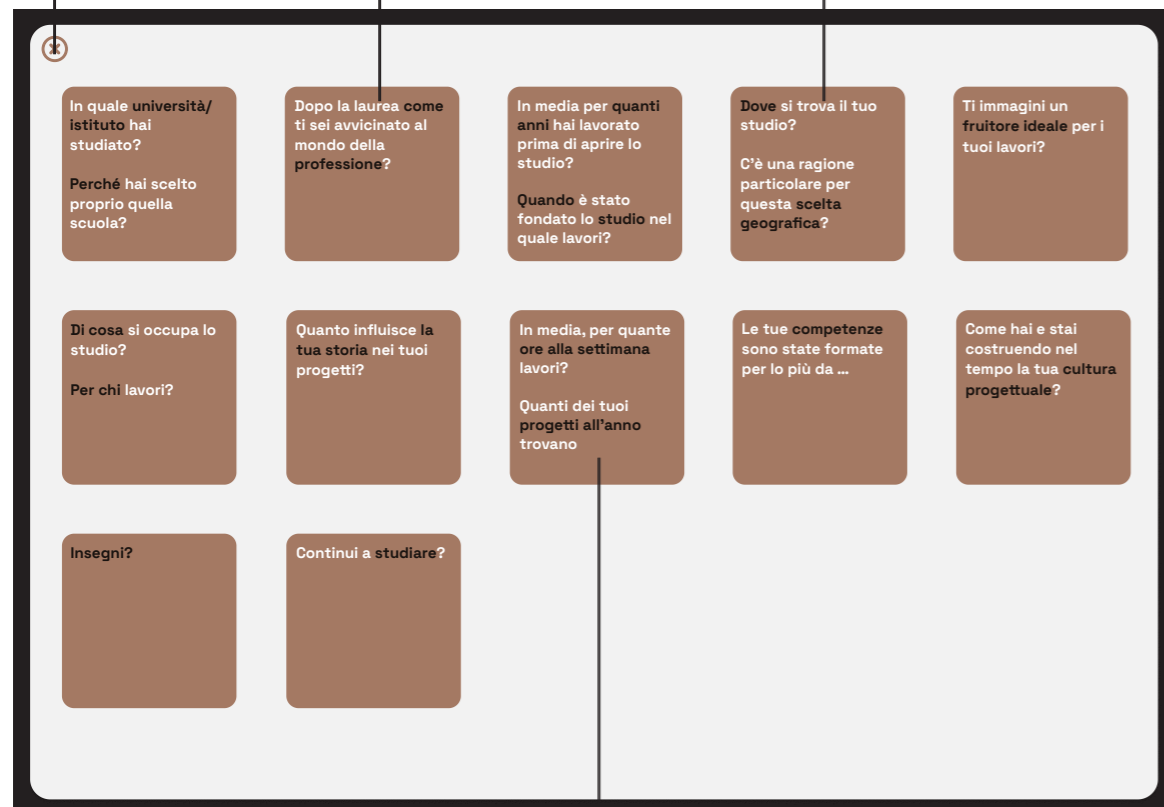 In quale università/
istituto hai
studiato?
Perché hai scelto
proprio quella
scuola?
Dopo la laurea come
ti sei avvicinato al
mondo della
professione?
In media per quanti
anni hai lavorato
prima di aprire lo
studio?
Quando è stato
fondato lo studio nel
quale lavori?
Dove si trova il tuo
studio?
C'è una ragione
particolare per
questa scelta
geografica?
Ti immagini un
fruitore ideale per i
tuoi lavori?
Di cosa si occupa lo
studio?
Per chi lavori?
Quanto influisce la
tua storia nei tuoi
progetti?
In media, per quante
ore alla settimana
lavori?
Quanti dei tuoi
progetti all'anno
trovano
Le tue competenze
sono state formate
per lo più da ...
Come hai e stai
costruendo nel
tempo la tua cultura
progettuale?
Insegni?
Continui a studiare?